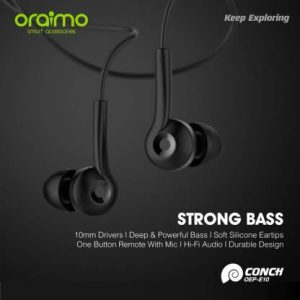 oraimo
smart accessories
Keep Exploring
STRONG BASS
10mm Drivers | Deep & Powerful Bass | Soft Silicone Eartips
One Button Remote With Mic | Hi-Fi Audio | Durable Design
CONCH
OEP-E10